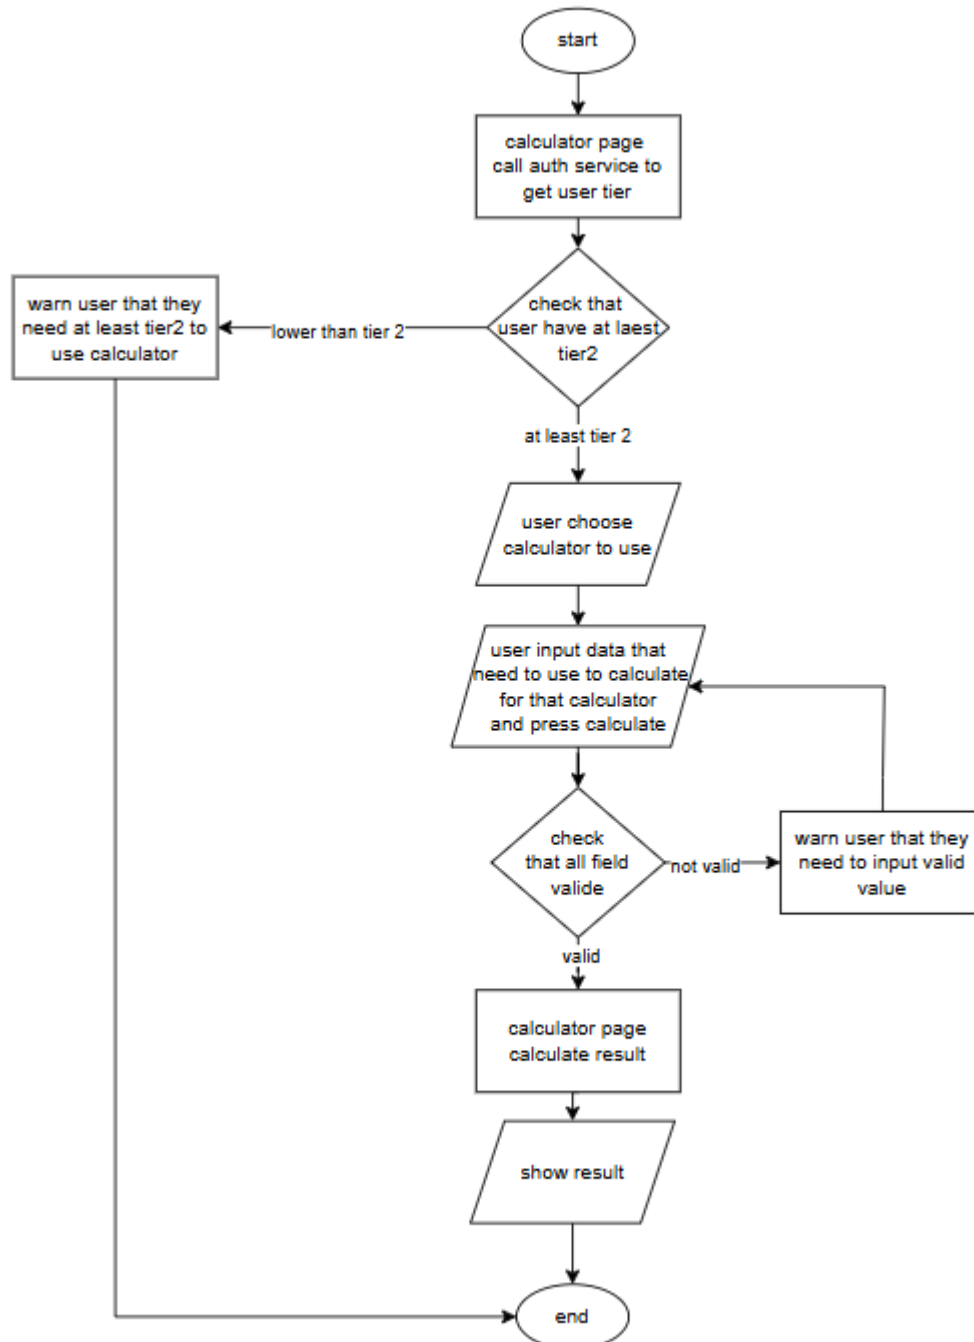 start
calculator page
call auth service to
get user tier
check that
user have at laest
tier2
lower than tier 2
warn user that they
need at least tier2 to
use calculator
at least tier 2
user choose
calculator to use
user input data that
need to use to calculate
for that calculator
and press calculate
check
that all field
valide
not valid
warn user that they
need to input valid
value
valid
calculator page
calculate result
show result
end